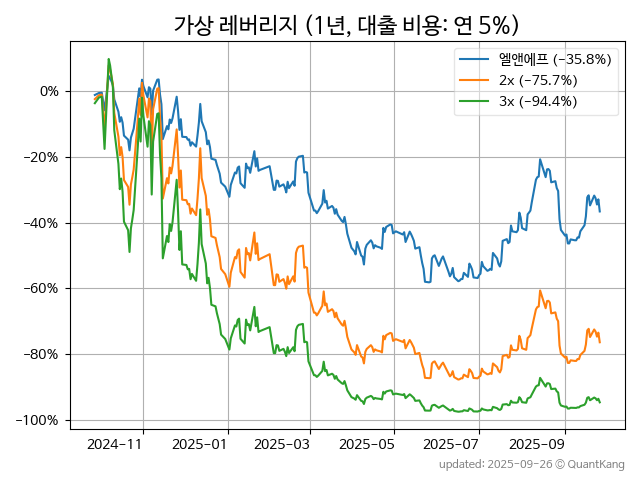 가상 레버리지 (1년, 대출 비용: 연 5%)
엘앤에프 (−35.8%)
2x (−75.7%)
3x (−94.4%)
0%
−20%
−40%
−60%
−80%
−100%
2024-11 2025-01 2025-03 2025-05 2025-07 2025-09
updated: 2025-09-26 © QuantKang